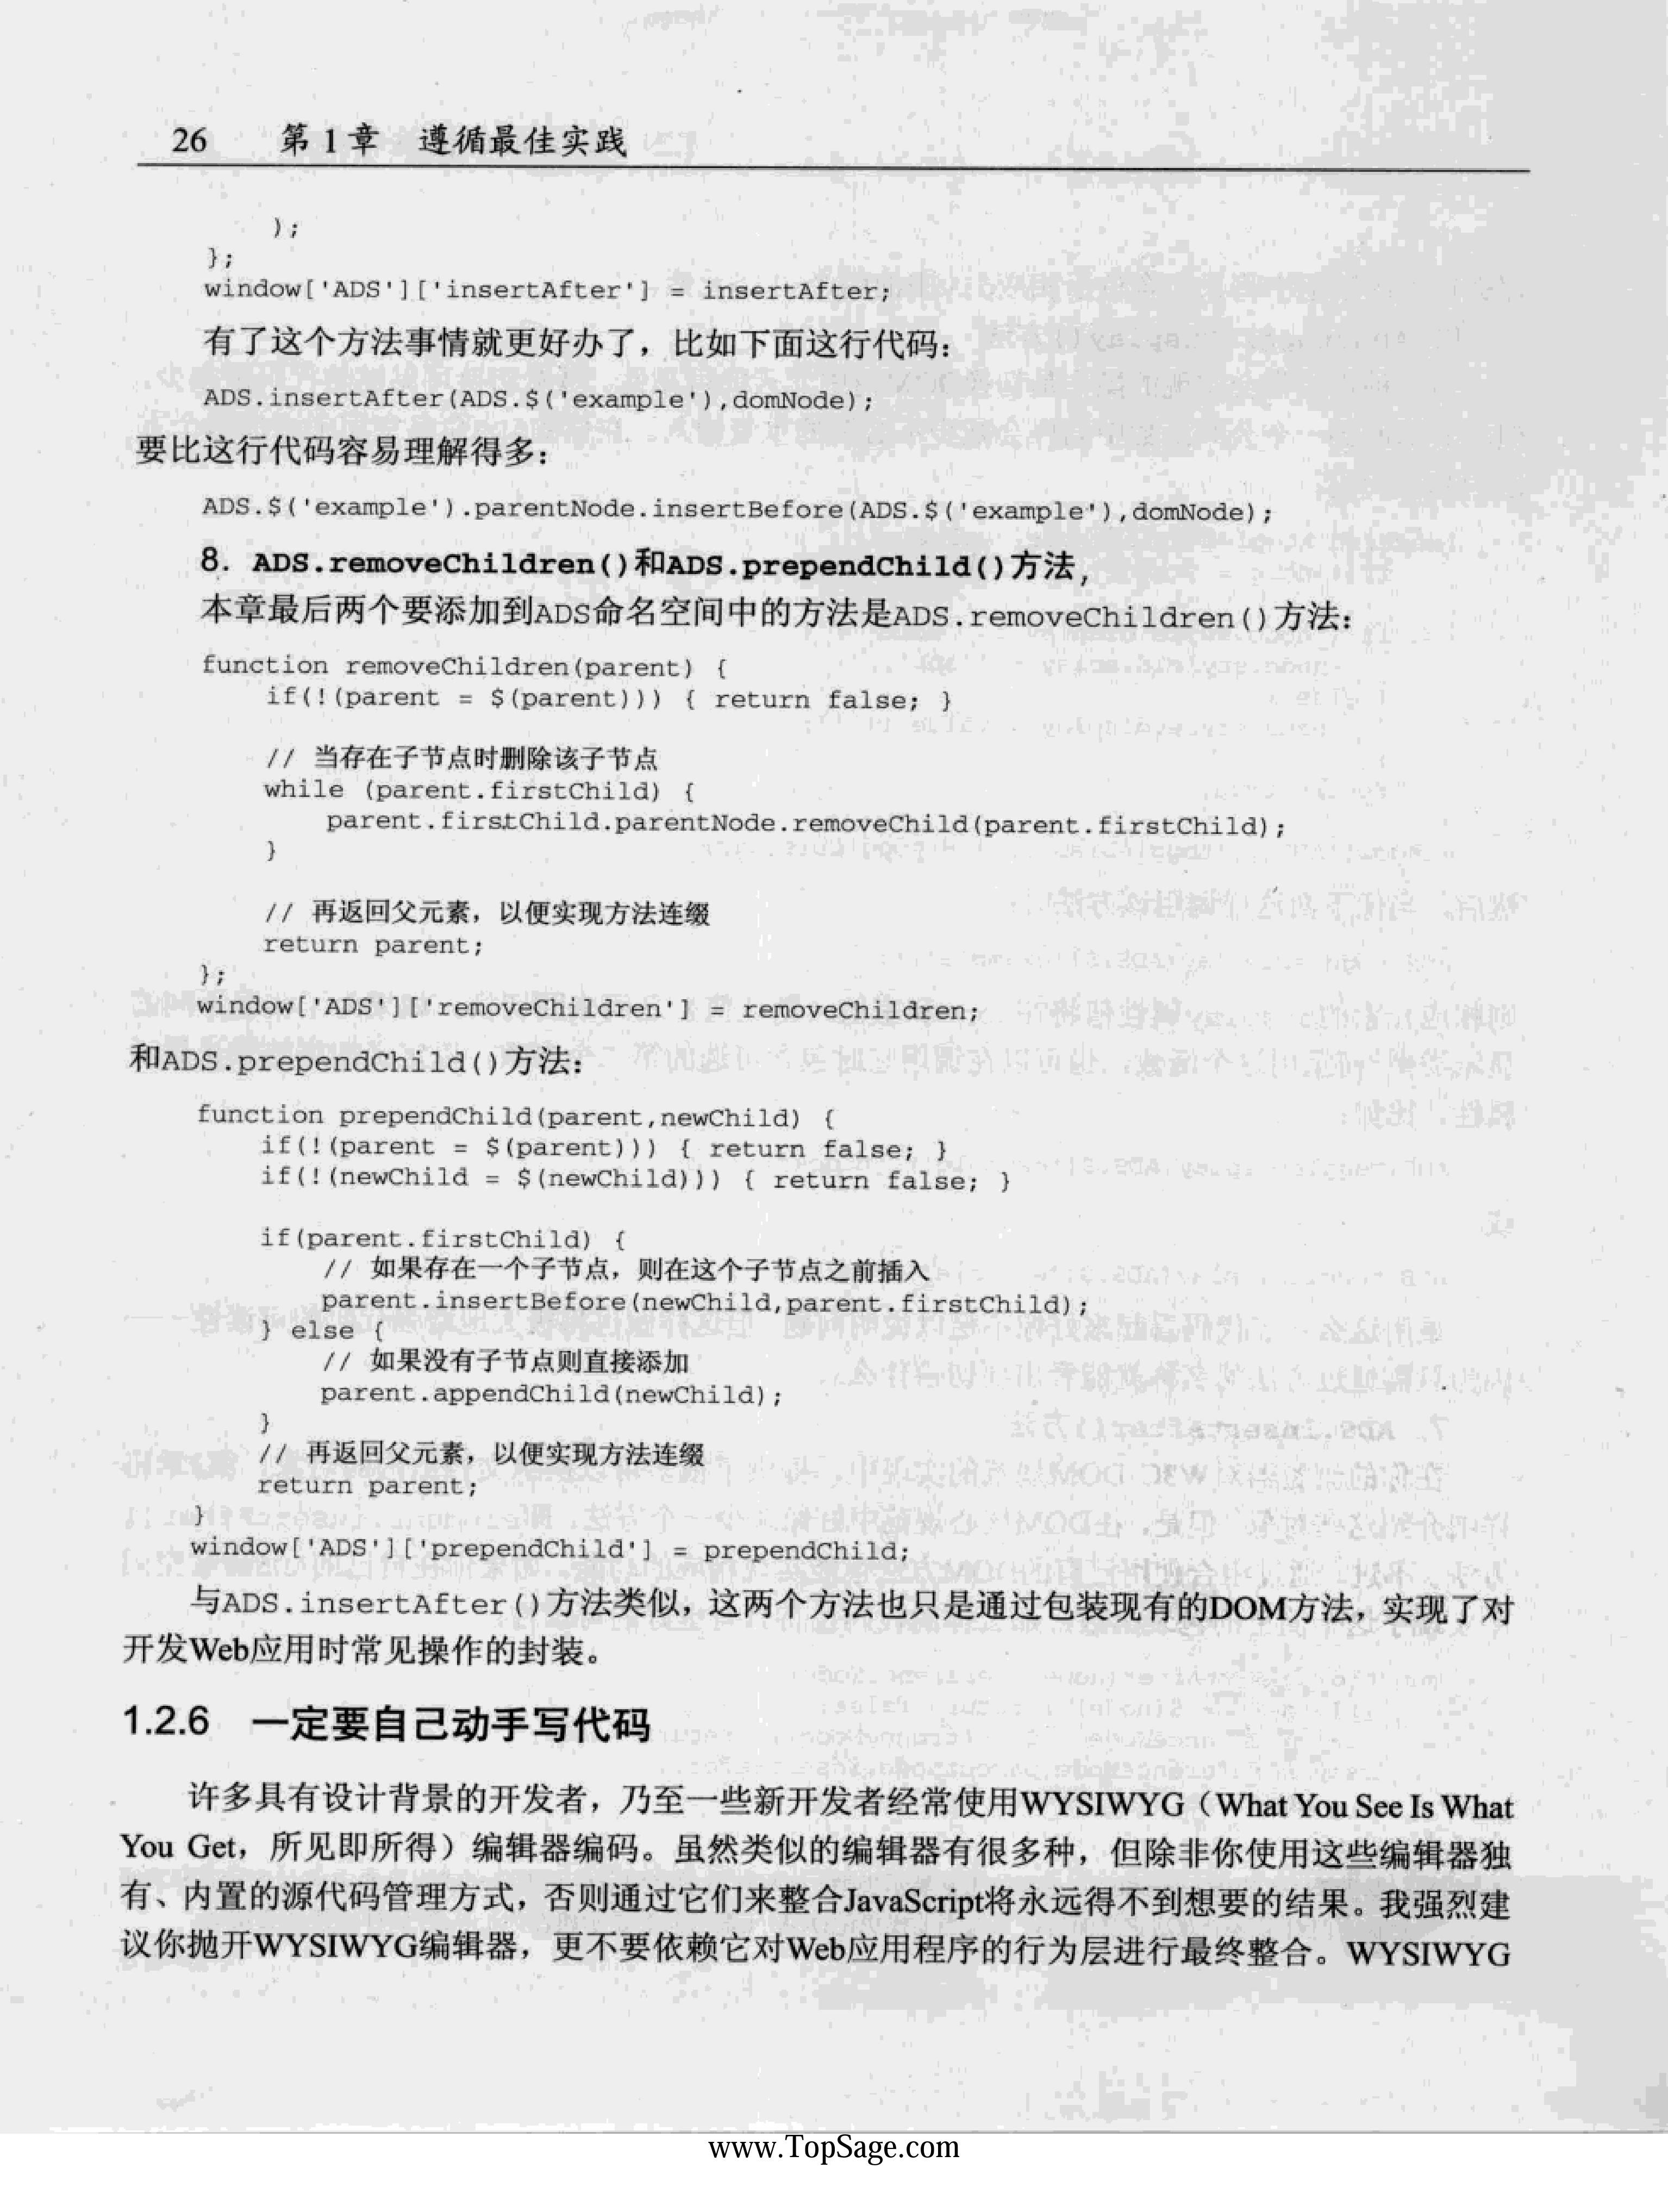 26 第1章 遵循最佳实践
);
};
window['ADS']['insertAfter'] = insertAfter;
有了这个方法事情就更好办了，比如下面这行代码：
ADS.insertAfter(ADS.$('example'),domNode);
要比这行代码容易理解得多：
ADS.$('example').parentNode.insertBefore(ADS.$('example'),domNode);
8. ADS.removeChildren()和ADS.prependChild()方法,
本章最后两个要添加到ADS命名空间中的方法是ADS.removeChildren()方法：
function removeChildren(parent) {
if(!(parent = $(parent))) { return false; }
// 当存在子节点时删除该子节点
while (parent.firstChild) {
parent.firstChild.parentNode.removeChild(parent.firstChild);
}
// 再返回父元素，以便实现方法连缀
return parent;
};
window['ADS']['removeChildren'] = removeChildren;
和ADS.prependChild()方法：
function prependChild(parent,newChild) {
if(!(parent = $(parent))) { return false; }
if(!(newChild = $(newChild))) { return false; }
if(parent.firstChild) {
// 如果存在一个子节点，则在这个子节点之前插入
parent.insertBefore(newChild,parent.firstChild);
} else {
// 如果没有子节点则直接添加
parent.appendChild(newChild);
}
// 再返回父元素，以便实现方法连缀
return parent;
}
window['ADS']['prependChild'] = prependChild;
与ADS.insertAfter()方法类似，这两个方法也只是通过包装现有的DOM方法，实现了对
开发Web应用时常见操作的封装。
1.2.6 一定要自己动手写代码
许多具有设计背景的开发者，乃至一些新开发者经常使用WYSIWYG（What You See Is What
You Get，所见即所得）编辑器编码。虽然类似的编辑器有很多种，但除非你使用这些编辑器独
有、内置的源代码管理方式，否则通过它们来整合JavaScript将永远得不到想要的结果。我强烈建
议你抛开WYSIWYG编辑器，更不要依赖它对Web应用程序的行为层进行最终整合。WYSIWYG
www.TopSage.com